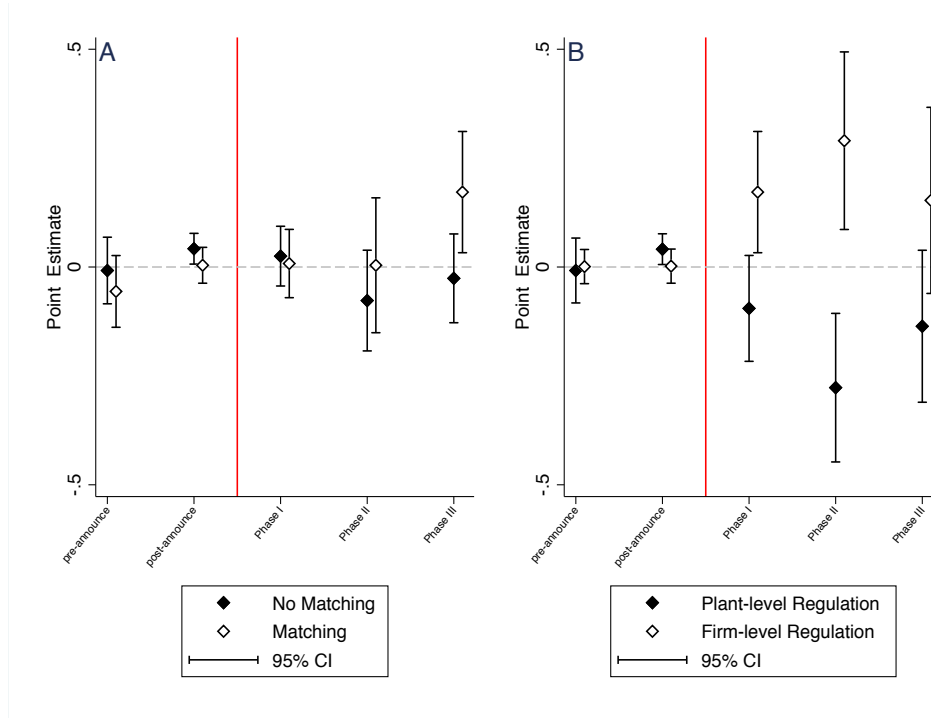 A
.5
0
-.5
Point Estimate
pre-announce
post-announce
Phase I
Phase II
Phase III
No Matching
Matching
95% CI
B
.5
0
-.5
Point Estimate
pre-announce
post-announce
Phase I
Phase II
Phase III
Plant-level Regulation
Firm-level Regulation
95% CI